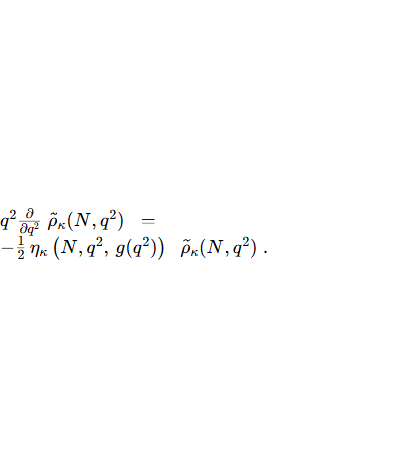 q² ∂/∂q² ρ̃_κ(N, q²) =
−1/2 η_κ (N, q², g(q²)) ρ̃_κ(N, q²) .